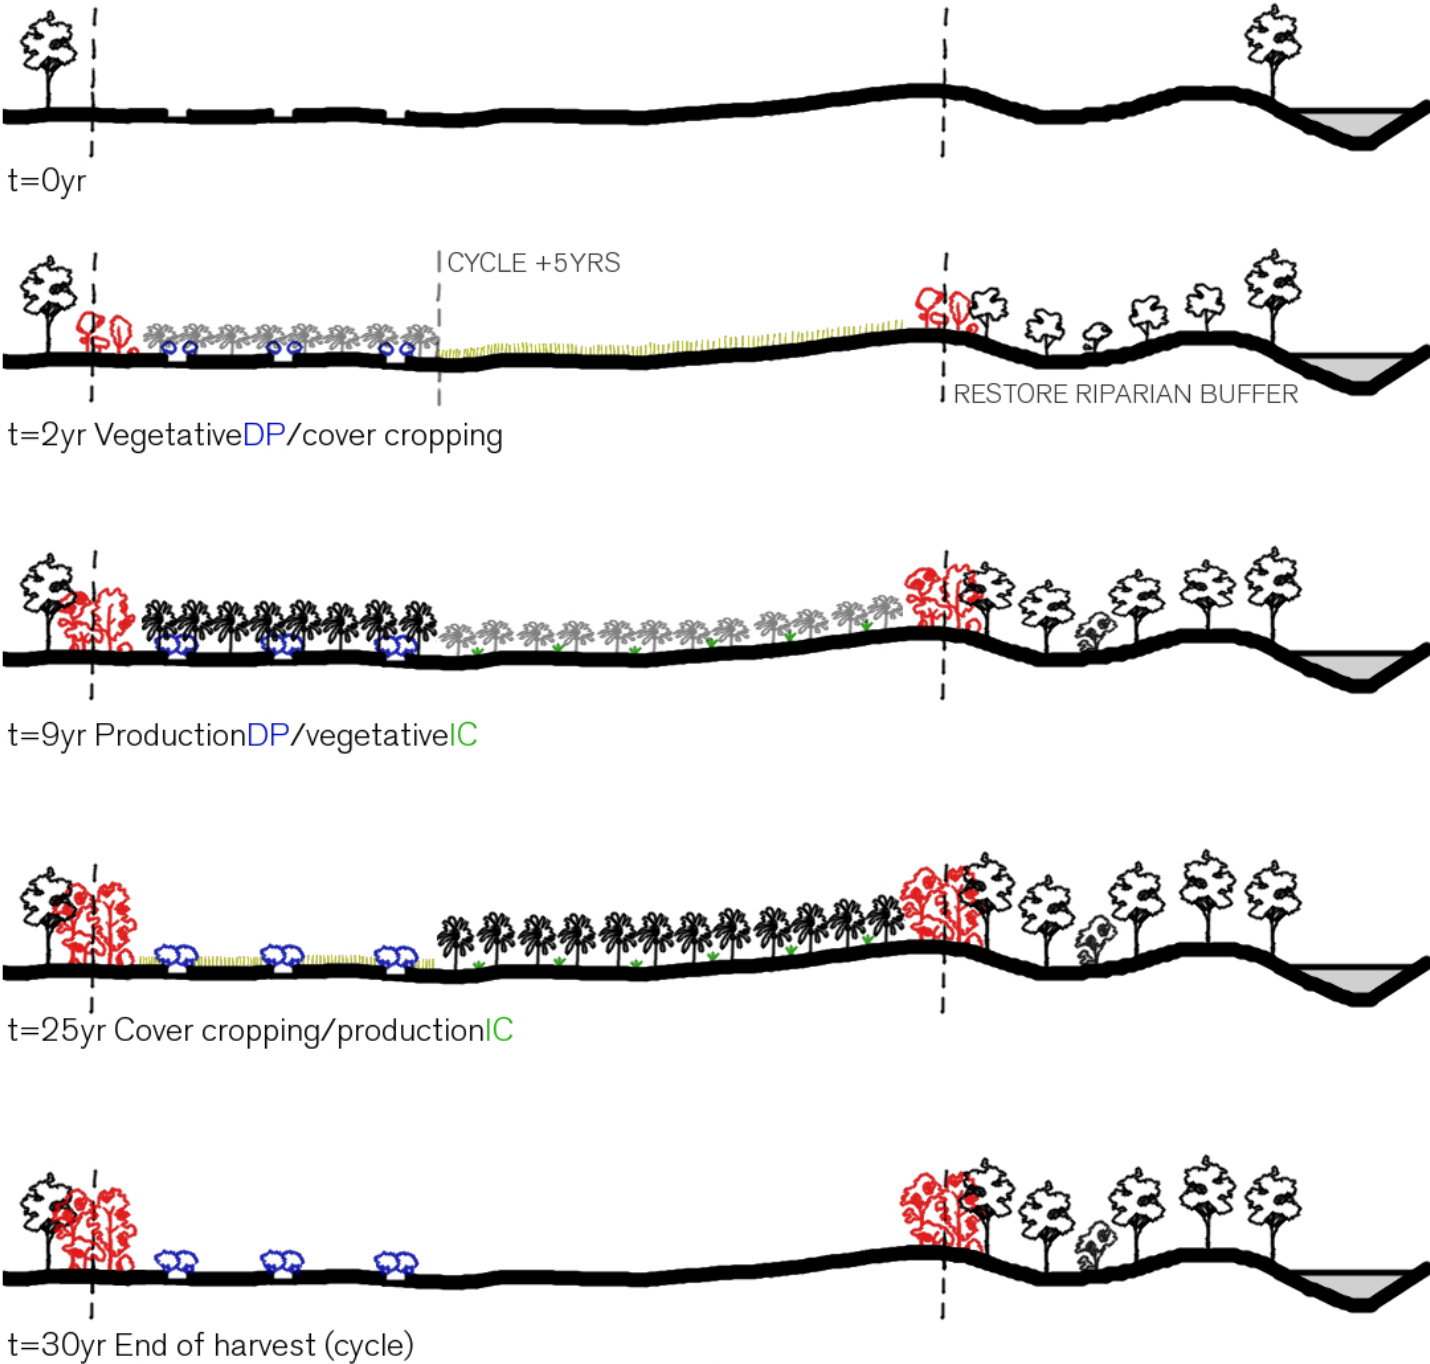 t=0yr
CYCLE +5YRS
RESTORE RIPARIAN BUFFER
t=2yr VegetativeDP/cover cropping
t=9yr ProductionDP/vegetativeIC
t=25yr Cover cropping/productionIC
t=30yr End of harvest (cycle)